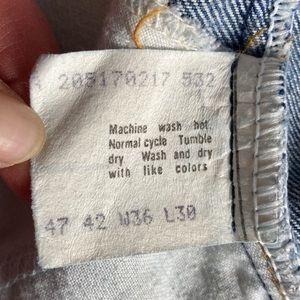 205170217 532
Machine wash hot.
Normal cycle Tumble
dry Wash and dry
with like colors
47 42 W36 L30